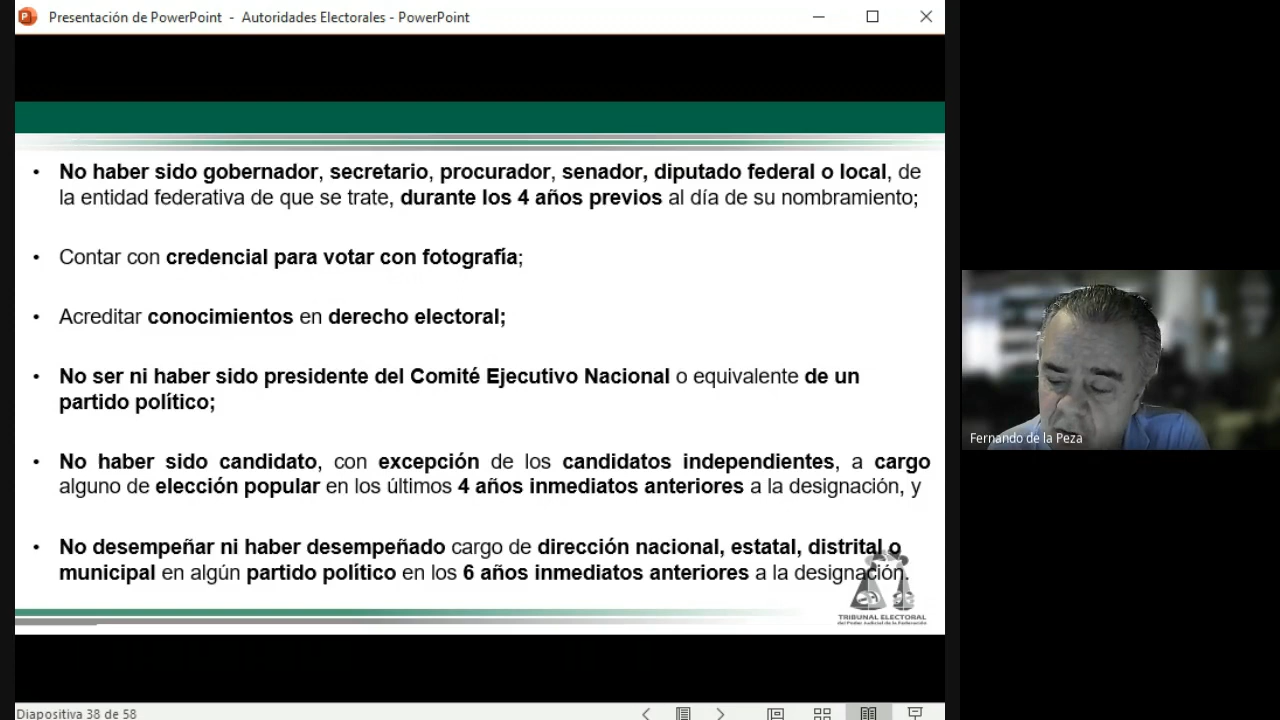 Presentación de PowerPoint - Autoridades Electorales - PowerPoint
• No haber sido gobernador, secretario, procurador, senador, diputado federal o local, de
la entidad federativa de que se trate, durante los 4 años previos al día de su nombramiento;
• Contar con credencial para votar con fotografía;
• Acreditar conocimientos en derecho electoral;
• No ser ni haber sido presidente del Comité Ejecutivo Nacional o equivalente de un
partido político;
• No haber sido candidato, con excepción de los candidatos independientes, a cargo
alguno de elección popular en los últimos 4 años inmediatos anteriores a la designación, y
• No desempeñar ni haber desempeñado cargo de dirección nacional, estatal, distrital o
municipal en algún partido político en los 6 años inmediatos anteriores a la designación.
TRIBUNAL ELECTORAL
del Poder Judicial de la Federación
Fernando de la Peza
Diapositiva 38 de 58